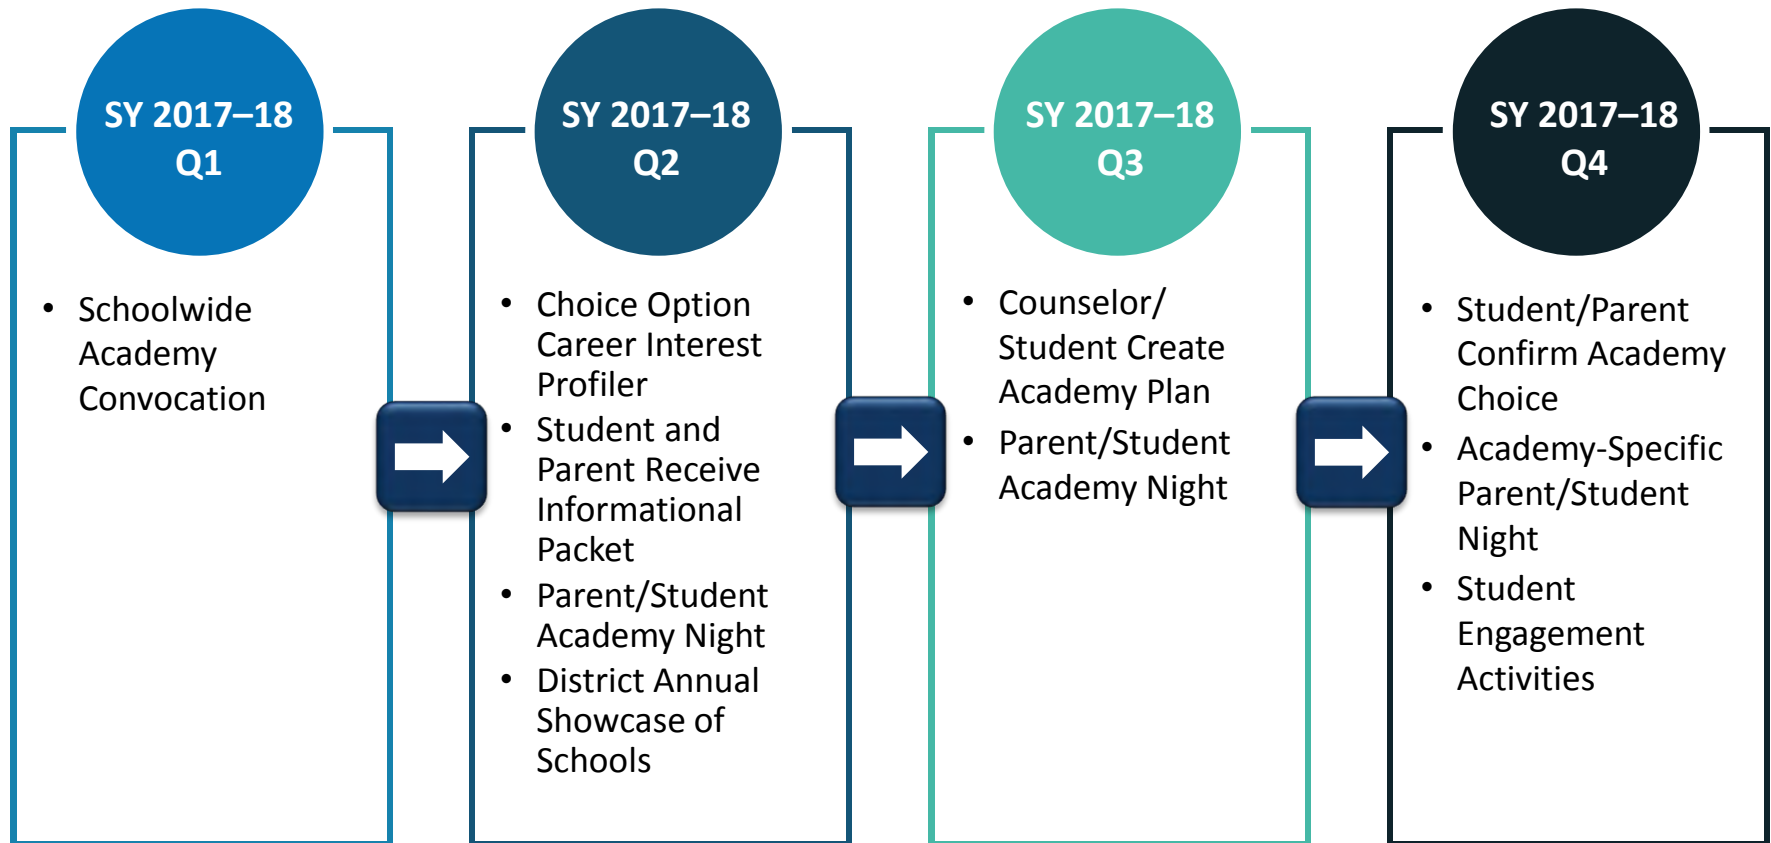 SY 2017–18
Q1
• Schoolwide
Academy
Convocation
SY 2017–18
Q2
• Choice Option
Career Interest
Profiler
• Student and
Parent Receive
Informational
Packet
• Parent/Student
Academy Night
• District Annual
Showcase of
Schools
SY 2017–18
Q3
• Counselor/
Student Create
Academy Plan
• Parent/Student
Academy Night
SY 2017–18
Q4
• Student/Parent
Confirm Academy
Choice
• Academy-Specific
Parent/Student
Night
• Student
Engagement
Activities